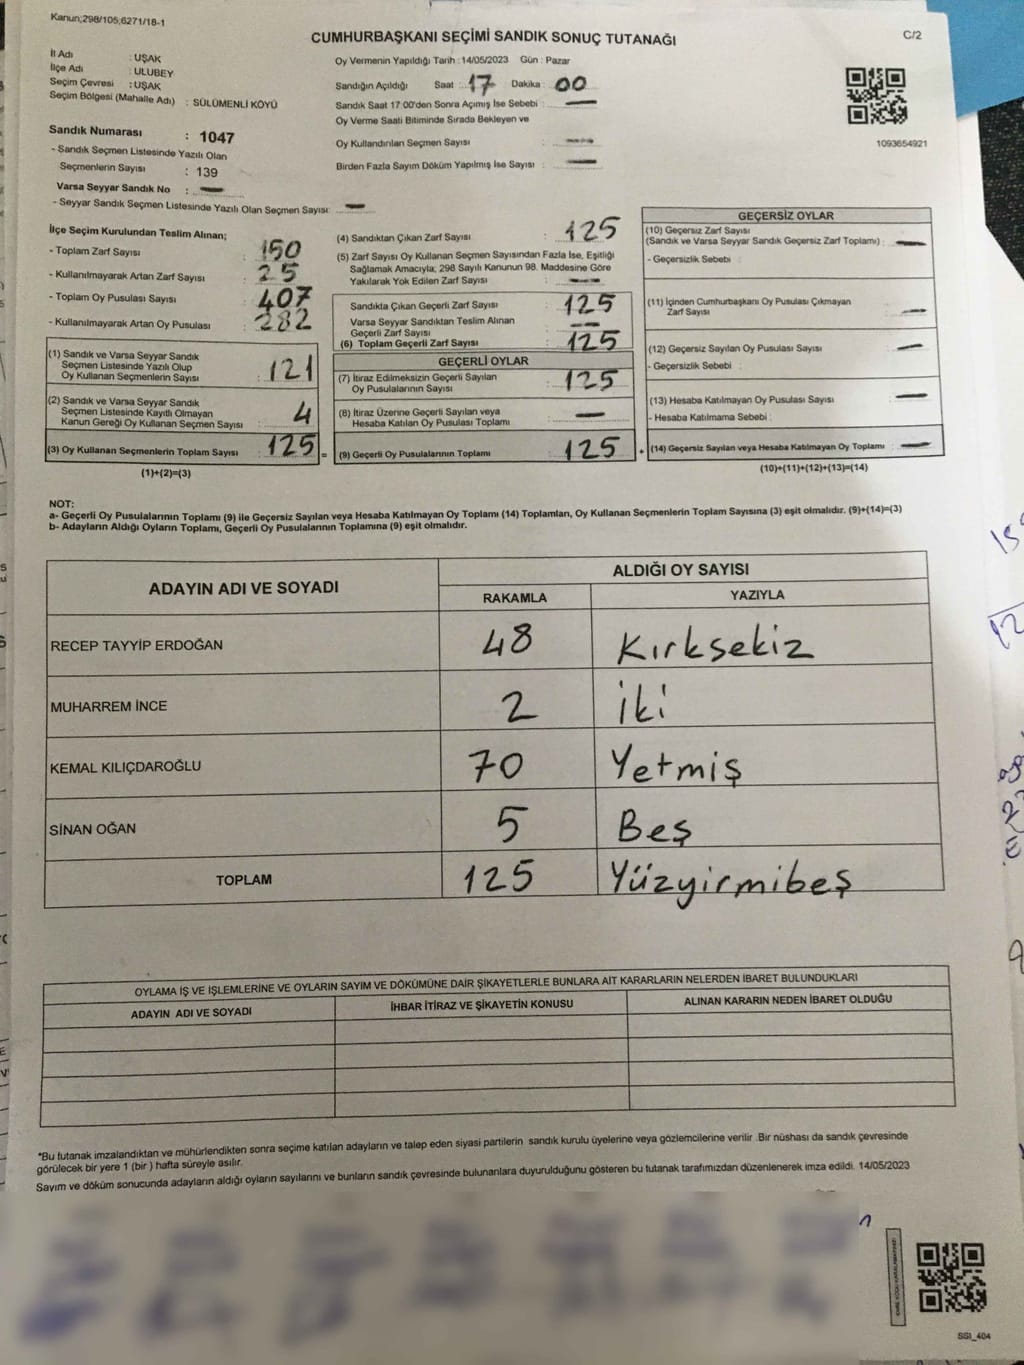 Kanun;298/105;6271/18-1
C/2
CUMHURBAŞKANI SEÇİMİ SANDIK SONUÇ TUTANAĞI
İl Adı : UŞAK
İlçe Adı : ULUBEY
Seçim Çevresi : UŞAK
Seçim Bölgesi (Mahalle Adı) : SÜLÜMENLİ KÖYÜ
Sandık Numarası : 1047
- Sandık Seçmen Listesinde Yazılı Olan
Seçmenlerin Sayısı : 139
Varsa Seyyar Sandık No : —
- Seyyar Sandık Seçmen Listesinde Yazılı Olan Seçmen Sayısı: —
Oy Vermenin Yapıldığı Tarih : 14/05/2023 Gün : Pazar
Sandığın Açıldığı Saat : 17 Dakika : 00
Sandık Saat 17:00'den Sonra Açımış İse Sebebi : —
Oy Verme Saati Bitiminde Sırada Bekleyen ve
Oy Kullandırılan Seçmen Sayısı : —
Birden Fazla Sayım Döküm Yapılmış İse Sayısı : —
1093654921
İlçe Seçim Kurulundan Teslim Alınan;
- Toplam Zarf Sayısı : 150
- Kullanılmayarak Artan Zarf Sayısı : 25
- Toplam Oy Pusulası Sayısı : 407
- Kullanılmayarak Artan Oy Pusulası : 282
(1) Sandık ve Varsa Seyyar Sandık
Seçmen Listesinde Yazılı Olup
Oy Kullanan Seçmenlerin Sayısı : 121
(2) Sandık ve Varsa Seyyar Sandık
Seçmen Listesinde Kayıtlı Olmayan
Kanun Gereği Oy Kullanan Seçmen Sayısı : 4
(3) Oy Kullanan Seçmenlerin Toplam Sayısı : 125 =
(1)+(2)=(3)
(4) Sandıktan Çıkan Zarf Sayısı : 125
(5) Zarf Sayısı Oy Kullanan Seçmen Sayısından Fazla İse, Eşitliği
Sağlamak Amacıyla, 298 Sayılı Kanunun 98. Maddesine Göre
Yakılarak Yok Edilen Zarf Sayısı : —
Sandıkta Çıkan Geçerli Zarf Sayısı : 125
Varsa Seyyar Sandıktan Teslim Alınan
Geçerli Zarf Sayısı : —
(6) Toplam Geçerli Zarf Sayısı : 125
GEÇERLİ OYLAR
(7) İtiraz Edilmeksizin Geçerli Sayılan
Oy Pusulalarının Sayısı : 125
(8) İtiraz Üzerine Geçerli Sayılan veya
Hesaba Katılan Oy Pusulası Toplamı : —
(9) Geçerli Oy Pusulalarının Toplamı : 125 +
GEÇERSİZ OYLAR
(10) Geçersiz Zarf Sayısı
(Sandık ve Varsa Seyyar Sandık Geçersiz Zarf Toplamı) : —
- Geçersizlik Sebebi :
(11) İçinden Cumhurbaşkanı Oy Pusulası Çıkmayan
Zarf Sayısı : —
(12) Geçersiz Sayılan Oy Pusulası Sayısı : —
- Geçersizlik Sebebi :
(13) Hesaba Katılmayan Oy Pusulası Sayısı : —
- Hesaba Katılmama Sebebi :
(14) Geçersiz Sayılan veya Hesaba Katılmayan Oy Toplamı : —
(10)+(11)+(12)+(13)=(14)
NOT:
a- Geçerli Oy Pusulalarının Toplamı (9) ile Geçersiz Sayılan veya Hesaba Katılmayan Oy Toplamı (14) Toplamları, Oy Kullanan Seçmenlerin Toplam Sayısına (3) eşit olmalıdır. (9)+(14)=(3)
b- Adayların Aldığı Oyların Toplamı, Geçerli Oy Pusulalarının Toplamına (9) eşit olmalıdır.
ADAYIN ADI VE SOYADI ALDIĞI OY SAYISI
RAKAMLA YAZIYLA
RECEP TAYYİP ERDOĞAN 48 Kırksekiz
MUHARREM İNCE 2 İki
KEMAL KILIÇDAROĞLU 70 Yetmiş
SİNAN OĞAN 5 Beş
TOPLAM 125 Yüzyirmibeş
OYLAMA İŞ VE İŞLEMLERİNE VE OYLARIN SAYIM VE DÖKÜMÜNE DAİR ŞİKAYETLERLE BUNLARA AİT KARARLARIN NELERDEN İBARET BULUNDUKLARI
ADAYIN ADI VE SOYADI İHBAR İTİRAZ VE ŞİKAYETİN KONUSU ALINAN KARARIN NEDEN İBARET OLDUĞU
*Bu tutanak imzalandıktan ve mühürlendikten sonra seçime katılan adayların ve talep eden siyasi partilerin sandık kurulu üyelerine veya gözlemcilerine verilir .Bir nüshası da sandık çevresinde
görülecek bir yere 1 (bir ) hafta süreyle asılır.
Sayım ve döküm sonucunda adayların aldığı oyların sayılarını ve bunların sandık çevresinde bulunanlara duyurulduğunu gösteren bu tutanak tarafımızdan düzenlenerek imza edildi. 14/05/2023
SSI_404